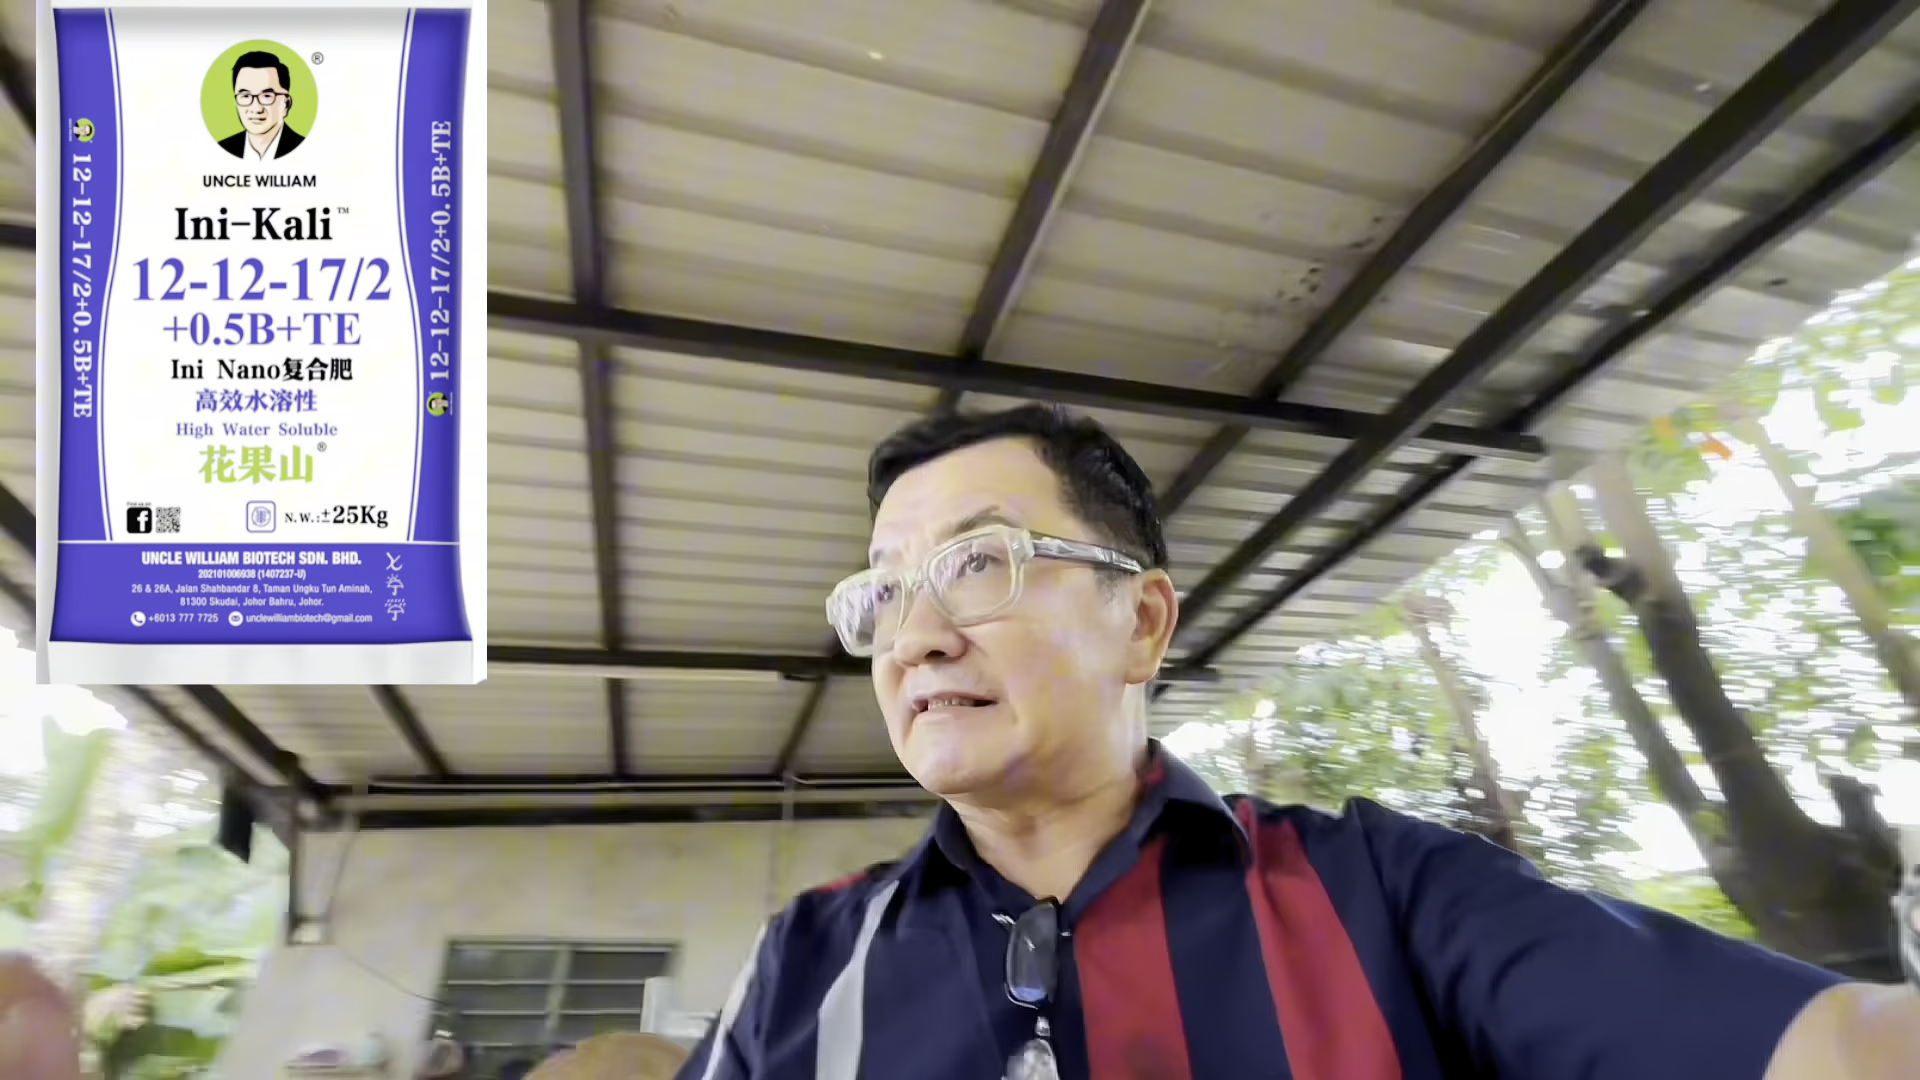 ®
UNCLE WILLIAM
Ini-Kali™
12-12-17/2
+0.5B+TE
Ini Nano复合肥
高效水溶性
High Water Soluble
花果山®
N.W.:±25Kg
UNCLE WILLIAM BIOTECH SDN. BHD.
202101006938 (1407237-U)
26 & 26A, Jalan Shahbandar 8, Taman Ungku Tun Aminah,
81300 Skudai, Johor Bahru, Johor.
+6013 777 7725 unclewilliambiotech@gmail.com
12-12-17/2+0.5B+TE
12-12-17/2+0.5B+TE